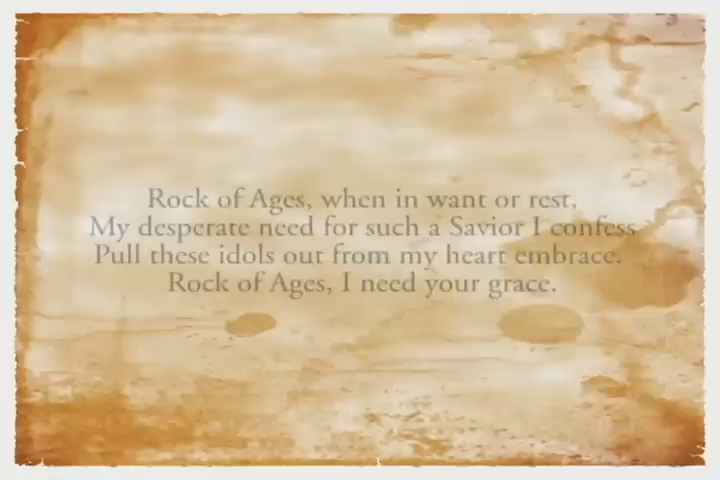 Rock of Ages, when in want or rest,
My desperate need for such a Savior I confess
Pull these idols out from my heart embrace.
Rock of Ages, I need your grace.